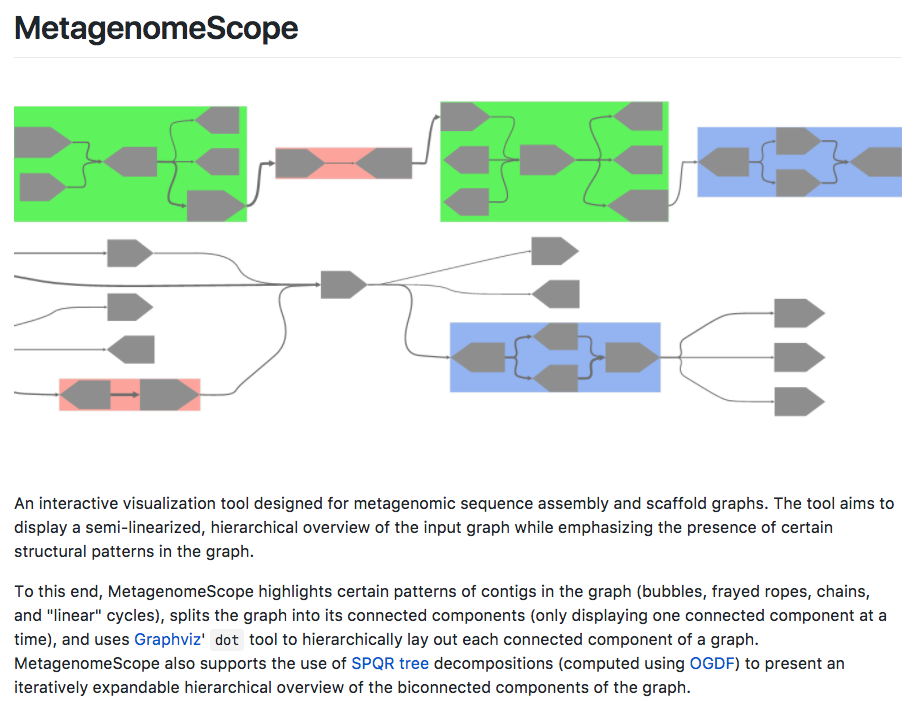 MetagenomeScope
An interactive visualization tool designed for metagenomic sequence assembly and scaffold graphs. The tool aims to
display a semi-linearized, hierarchical overview of the input graph while emphasizing the presence of certain
structural patterns in the graph.
To this end, MetagenomeScope highlights certain patterns of contigs in the graph (bubbles, frayed ropes, chains,
and "linear" cycles), splits the graph into its connected components (only displaying one connected component at a
time), and uses Graphviz' dot tool to hierarchically lay out each connected component of a graph.
MetagenomeScope also supports the use of SPQR tree decompositions (computed using OGDF) to present an
iteratively expandable hierarchical overview of the biconnected components of the graph.